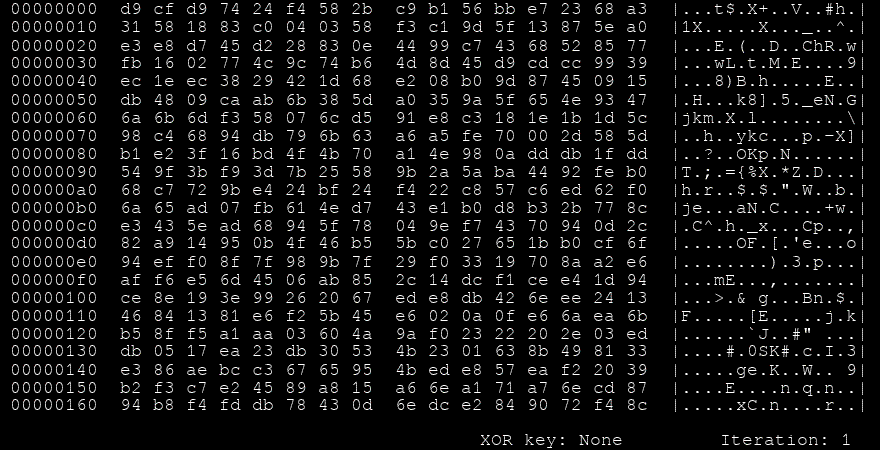 00000000  d9 cf d9 74 24 f4 58 2b  c9 b1 56 bb e7 23 68 a3  |...t$.X+..V..#h.|
00000010  31 58 18 83 c0 04 03 58  f3 c1 9d 5f 13 87 5e a0  |1X.....X..._..^.|
00000020  e3 e8 d7 45 d2 28 83 0e  44 99 c7 43 68 52 85 77  |...E.(..D..ChR.w|
00000030  fb 16 02 77 4c 9c 74 b6  4d 8d 45 d9 cd cc 99 39  |...wL.t.M.E....9|
00000040  ec 1e ec 38 29 42 1d 68  e2 08 b0 9d 87 45 09 15  |...8)B.h.....E..|
00000050  db 48 09 ca ab 6b 38 5d  a0 35 9a 5f 65 4e 93 47  |.H...k8].5._eN.G|
00000060  6a 6b 6d f3 58 07 6c d5  91 e8 c3 18 1e 1b 1d 5c  |jkm.X.l........\|
00000070  98 c4 68 94 db 79 6b 63  a6 a5 fe 70 00 2d 58 5d  |..h..ykc...p.-X]|
00000080  b1 e2 3f 16 bd 4f 4b 70  a1 4e 98 0a dd db 1f dd  |..?..OKp.N......|
00000090  54 9f 3b f9 3d 7b 25 58  9b 2a 5a ba 44 92 fe b0  |T.;.={%X.*Z.D...|
000000a0  68 c7 72 9b e4 24 bf 24  f4 22 c8 57 c6 ed 62 f0  |h.r..$.$.".W..b.|
000000b0  6a 65 ad 07 fb 61 4e d7  43 e1 b0 d8 b3 2b 77 8c  |je...aN.C....+w.|
000000c0  e3 43 5e ad 68 94 5f 78  04 9e f7 43 70 94 0d 2c  |.C^.h._x...Cp..,|
000000d0  82 a9 14 95 0b 4f 46 b5  5b c0 27 65 1b b0 cf 6f  |.....OF.[.'e...o|
000000e0  94 ef f0 8f 7f 98 9b 7f  29 f0 33 19 70 8a a2 e6  |........).3.p...|
000000f0  af f6 e5 6d 45 06 ab 85  2c 14 dc f1 ce e4 1d 94  |...mE...,.......|
00000100  ce 8e 19 3e 99 26 20 67  ed e8 db 42 6e ee 24 13  |...>.& g...Bn.$.|
00000110  46 84 13 81 e6 f2 5b 45  e6 02 0a 0f e6 6a ea 6b  |F.....[E.....j.k|
00000120  b5 8f f5 a1 aa 03 60 4a  9a f0 23 22 20 2e 03 ed  |......`J..#" ...|
00000130  db 05 17 ea 23 db 30 53  4b 23 01 63 8b 49 81 33  |....#.0SK#.c.I.3|
00000140  e3 86 ae bc c3 67 65 95  4b ed e8 57 ea f2 20 39  |.....ge.K..W.. 9|
00000150  b2 f3 c7 e2 45 89 a8 15  a6 6e a1 71 a7 6e cd 87  |....E....n.q.n..|
00000160  94 b8 f4 fd db 78 43 0d  6e dc e2 84 90 72 f4 8c  |.....xC.n....r..|
XOR key: None  Iteration: 1